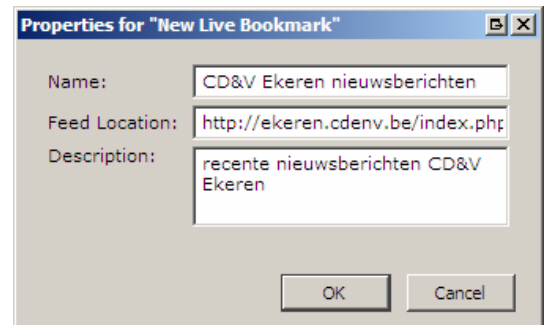 Properties for "New Live Bookmark"
Name: CD&V Ekeren nieuwsberichten
Feed Location: http://ekeren.cdenv.be/index.php
Description: recente nieuwsberichten CD&V
Ekeren
OK Cancel